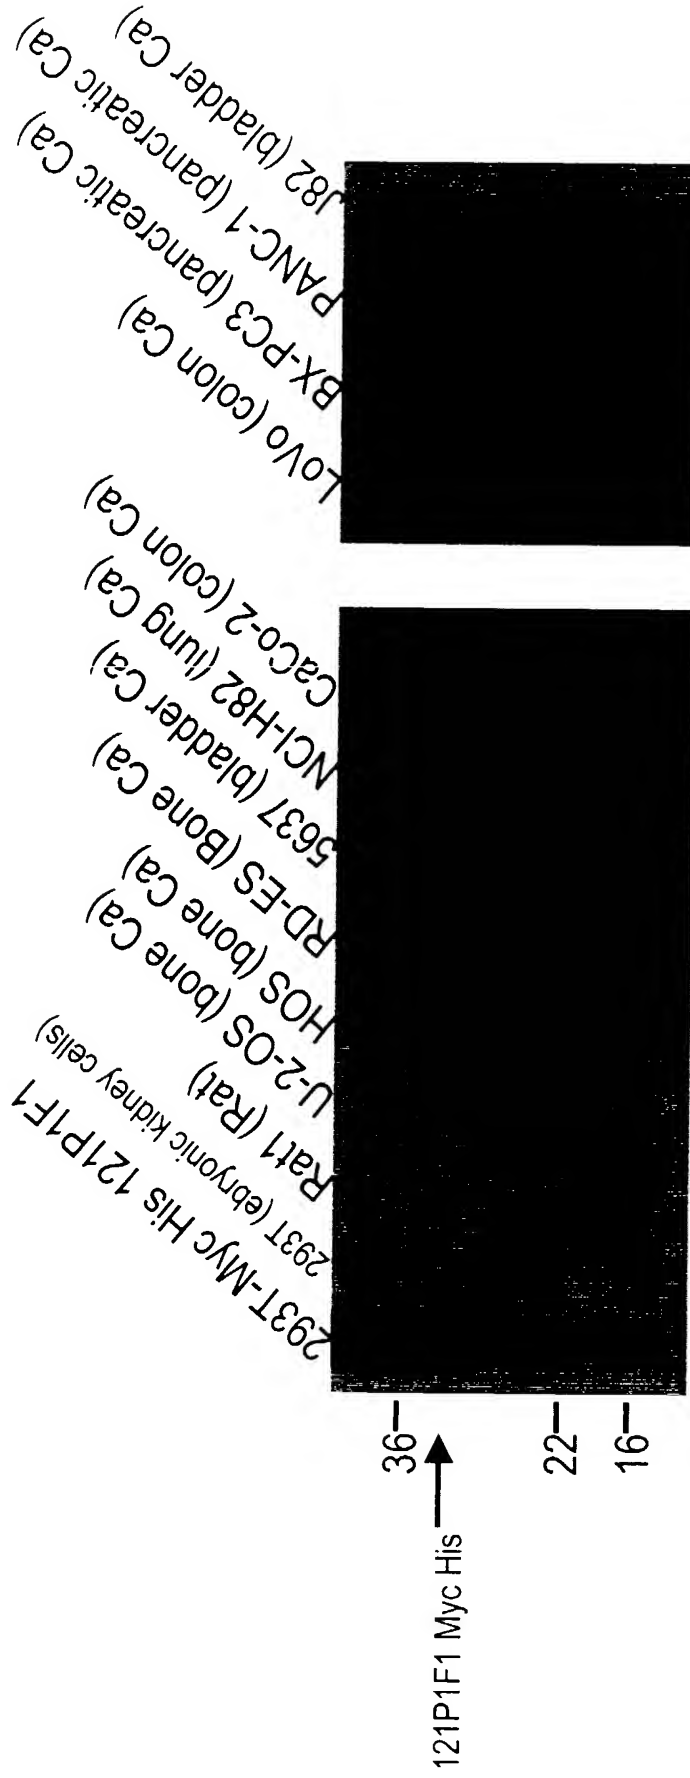 293T-Myc His 121P1F1
293T (ebryonic kidney cells)
Rat1 (Rat)
U-2-OS (bone Ca)
HOS (bone Ca)
RD-ES (Bone Ca)
5637 (bladder Ca)
NCI-H82 (lung Ca)
CaCo-2 (colon Ca)
LoVo (colon Ca)
BX-PC3 (pancreatic Ca)
PANC-1 (pancreatic Ca)
J82 (bladder Ca)
36
121P1F1 Myc His
22
16